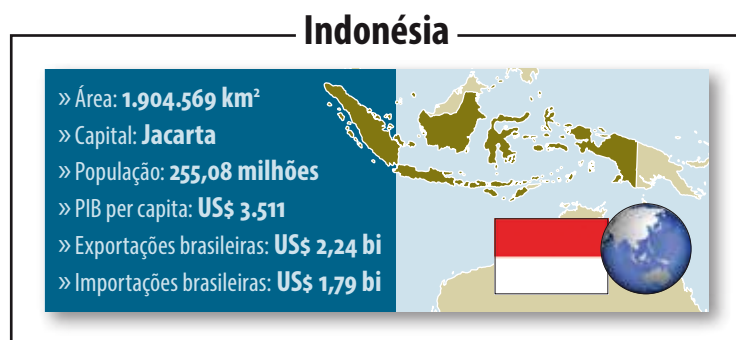 Indonésia
» Área: 1.904.569 km²
» Capital: Jacarta
» População: 255,08 milhões
» PIB per capita: US$ 3.511
» Exportações brasileiras: US$ 2,24 bi
» Importações brasileiras: US$ 1,79 bi